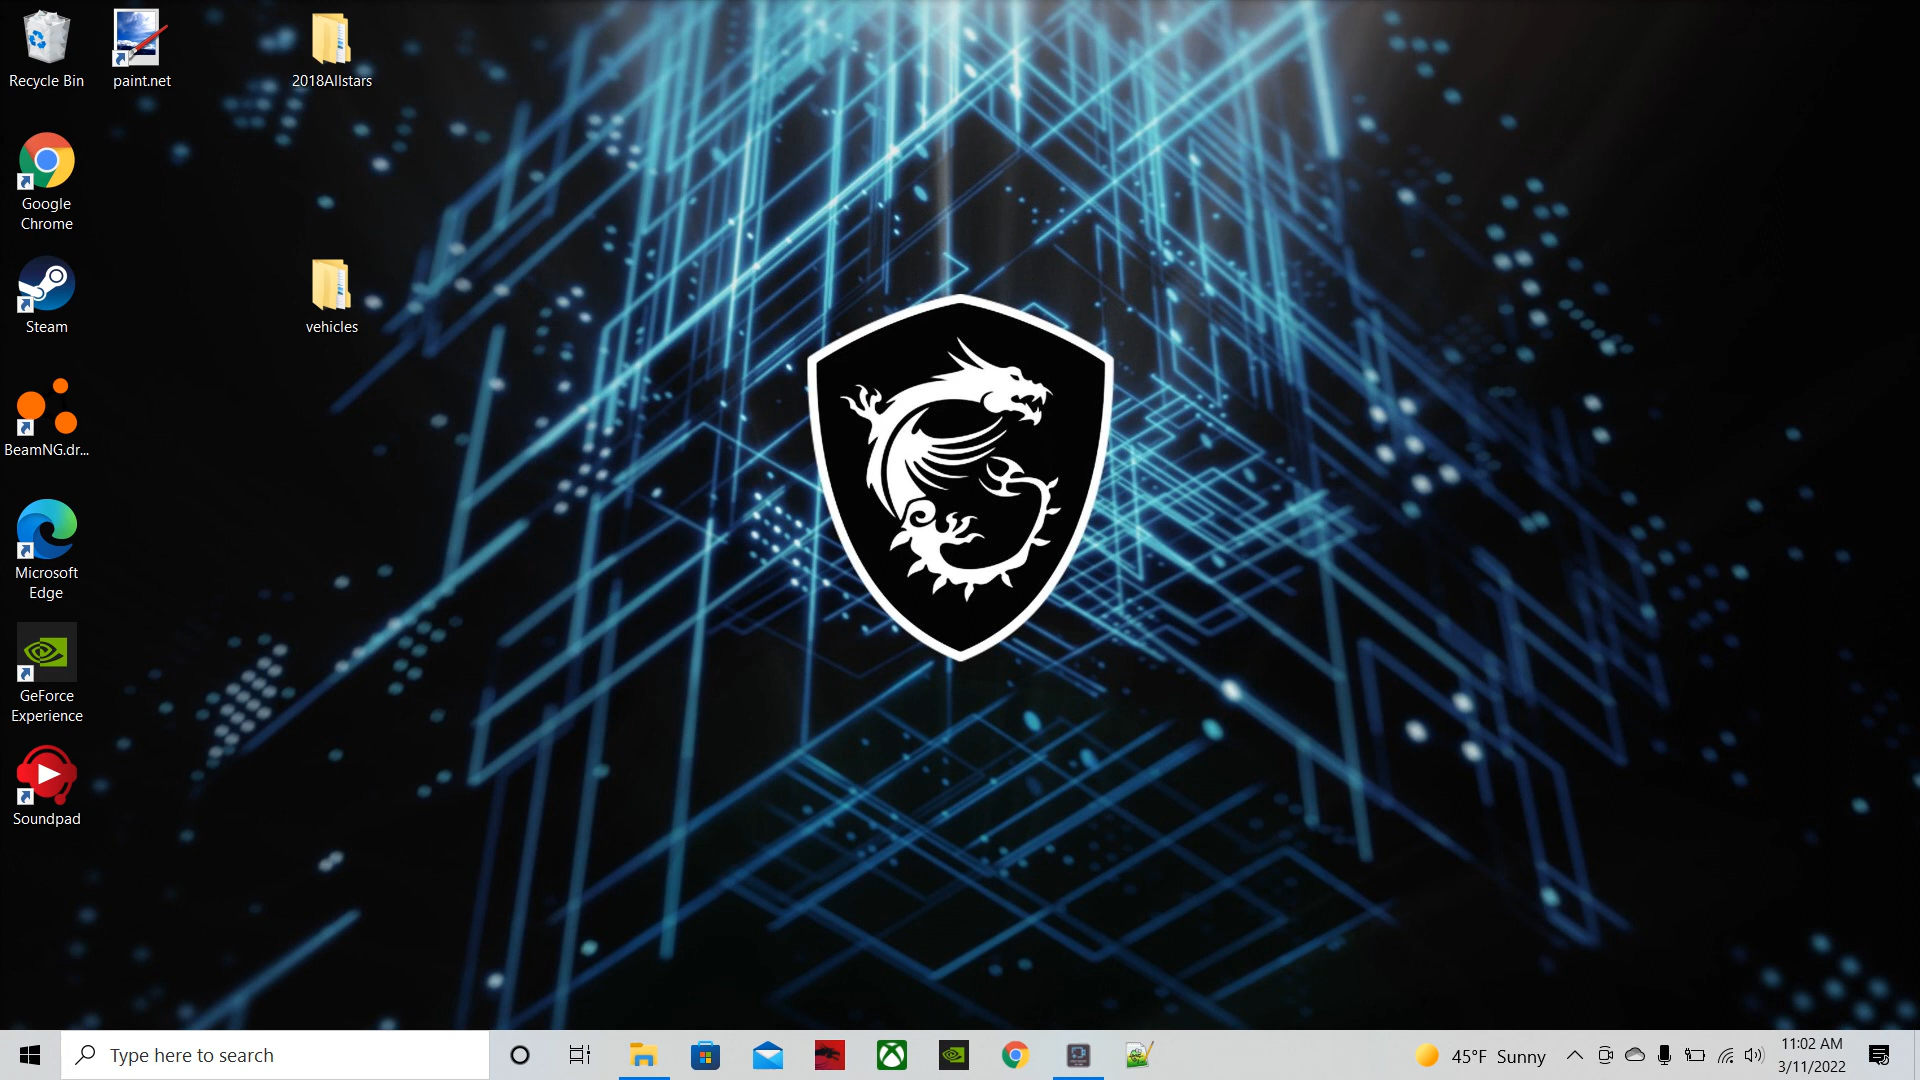 Recycle Bin
paint.net
2018Allstars
Google
Chrome
Steam
vehicles
BeamNG.dr...
Microsoft
Edge
GeForce
Experience
Soundpad
Type here to search
45°F Sunny
11:02 AM
3/11/2022